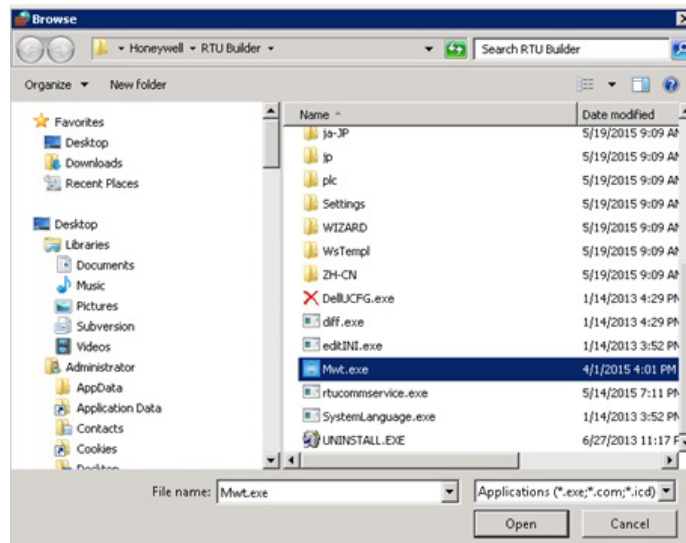 Browse
Honeywell RTU Builder
Search RTU Builder
Organize New folder
Name Date modified
Favorites
Desktop
Downloads
Recent Places
Desktop
Libraries
Documents
Music
Pictures
Subversion
Videos
Administrator
AppData
Application Data
Contacts
Cookies
Desktop
ja-JP 5/19/2015 9:09 AM
jp 5/19/2015 9:09 AM
plc 5/19/2015 9:09 AM
Settings 5/19/2015 9:09 AM
WIZARD 5/19/2015 9:09 AM
WsTempl 5/19/2015 9:09 AM
ZH-CN 5/19/2015 9:09 AM
DellUCFG.exe 1/14/2013 4:29 PM
diff.exe 1/14/2013 4:29 PM
editINI.exe 1/14/2013 3:52 PM
Mwt.exe 4/1/2015 4:01 PM
rtucommservice.exe 5/14/2015 7:11 PM
SystemLanguage.exe 1/14/2013 3:52 PM
UNINSTALL.EXE 6/27/2013 11:17 P
File name: Mwt.exe Applications (*.exe;*.com;*.icd)
Open Cancel